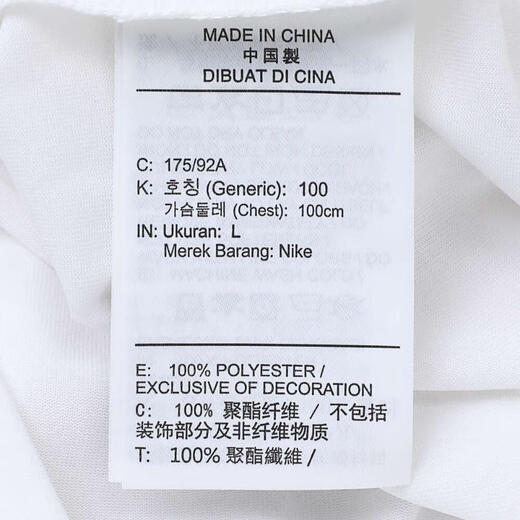 MADE IN CHINA
中国製
DIBUAT DI CINA
C: 175/92A
K: 호칭 (Generic): 100
가슴둘레 (Chest): 100cm
IN: Ukuran: L
Merek Barang: Nike
E: 100% POLYESTER /
EXCLUSIVE OF DECORATION
C: 100% 聚酯纤维 / 不包括
装饰部分及非纤维物质
T: 100% 聚酯纖維 /